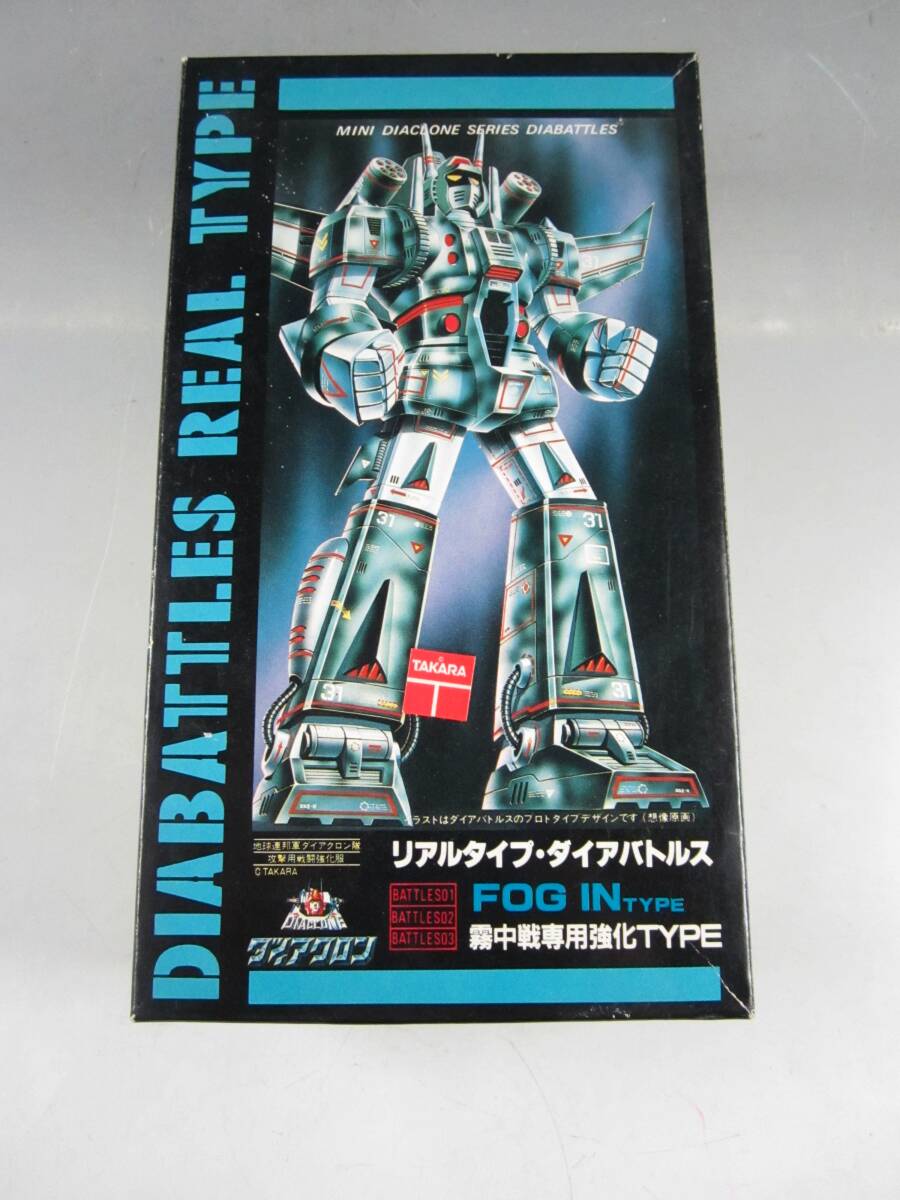 DIABATTLES REAL TYPE
MINI DIACLONE SERIES DIABATTLES
31
31
31
31
31
© TAKARA
ラストはダイアバトルスのプロトタイプデザインです(想像原画)
地球連邦軍ダイアクロン隊
攻撃用戦闘強化服
© TAKARA
DIACLONE
ダイアクロン
リアルタイプ・ダイアバトルス
BATTLES01
BATTLES02
BATTLES03
FOG IN TYPE
霧中戦専用強化TYPE